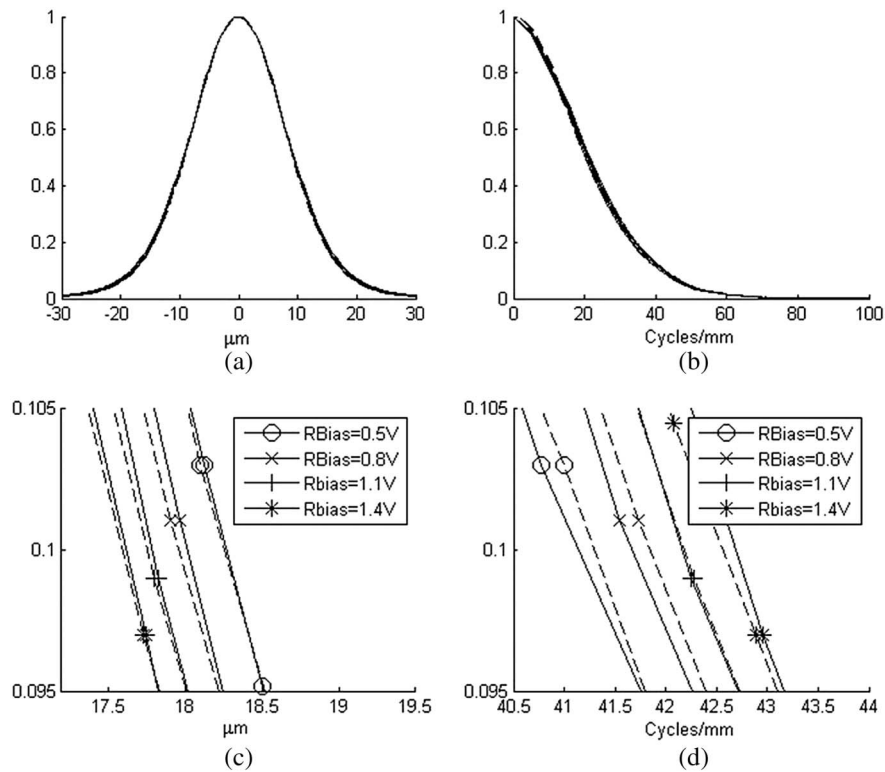 1
0.8
0.6
0.4
0.2
0
-30 -20 -10 0 10 20 30
µm
(a)
1
0.8
0.6
0.4
0.2
0
0 20 40 60 80 100
Cycles/mm
(b)
0.105
0.1
0.095
RBias=0.5V
RBias=0.8V
Rbias=1.1V
Rbias=1.4V
17.5 18 18.5 19 19.5
µm
(c)
0.105
0.1
0.095
RBias=0.5V
RBias=0.8V
Rbias=1.1V
Rbias=1.4V
40.5 41 41.5 42 42.5 43 43.5 44
Cycles/mm
(d)